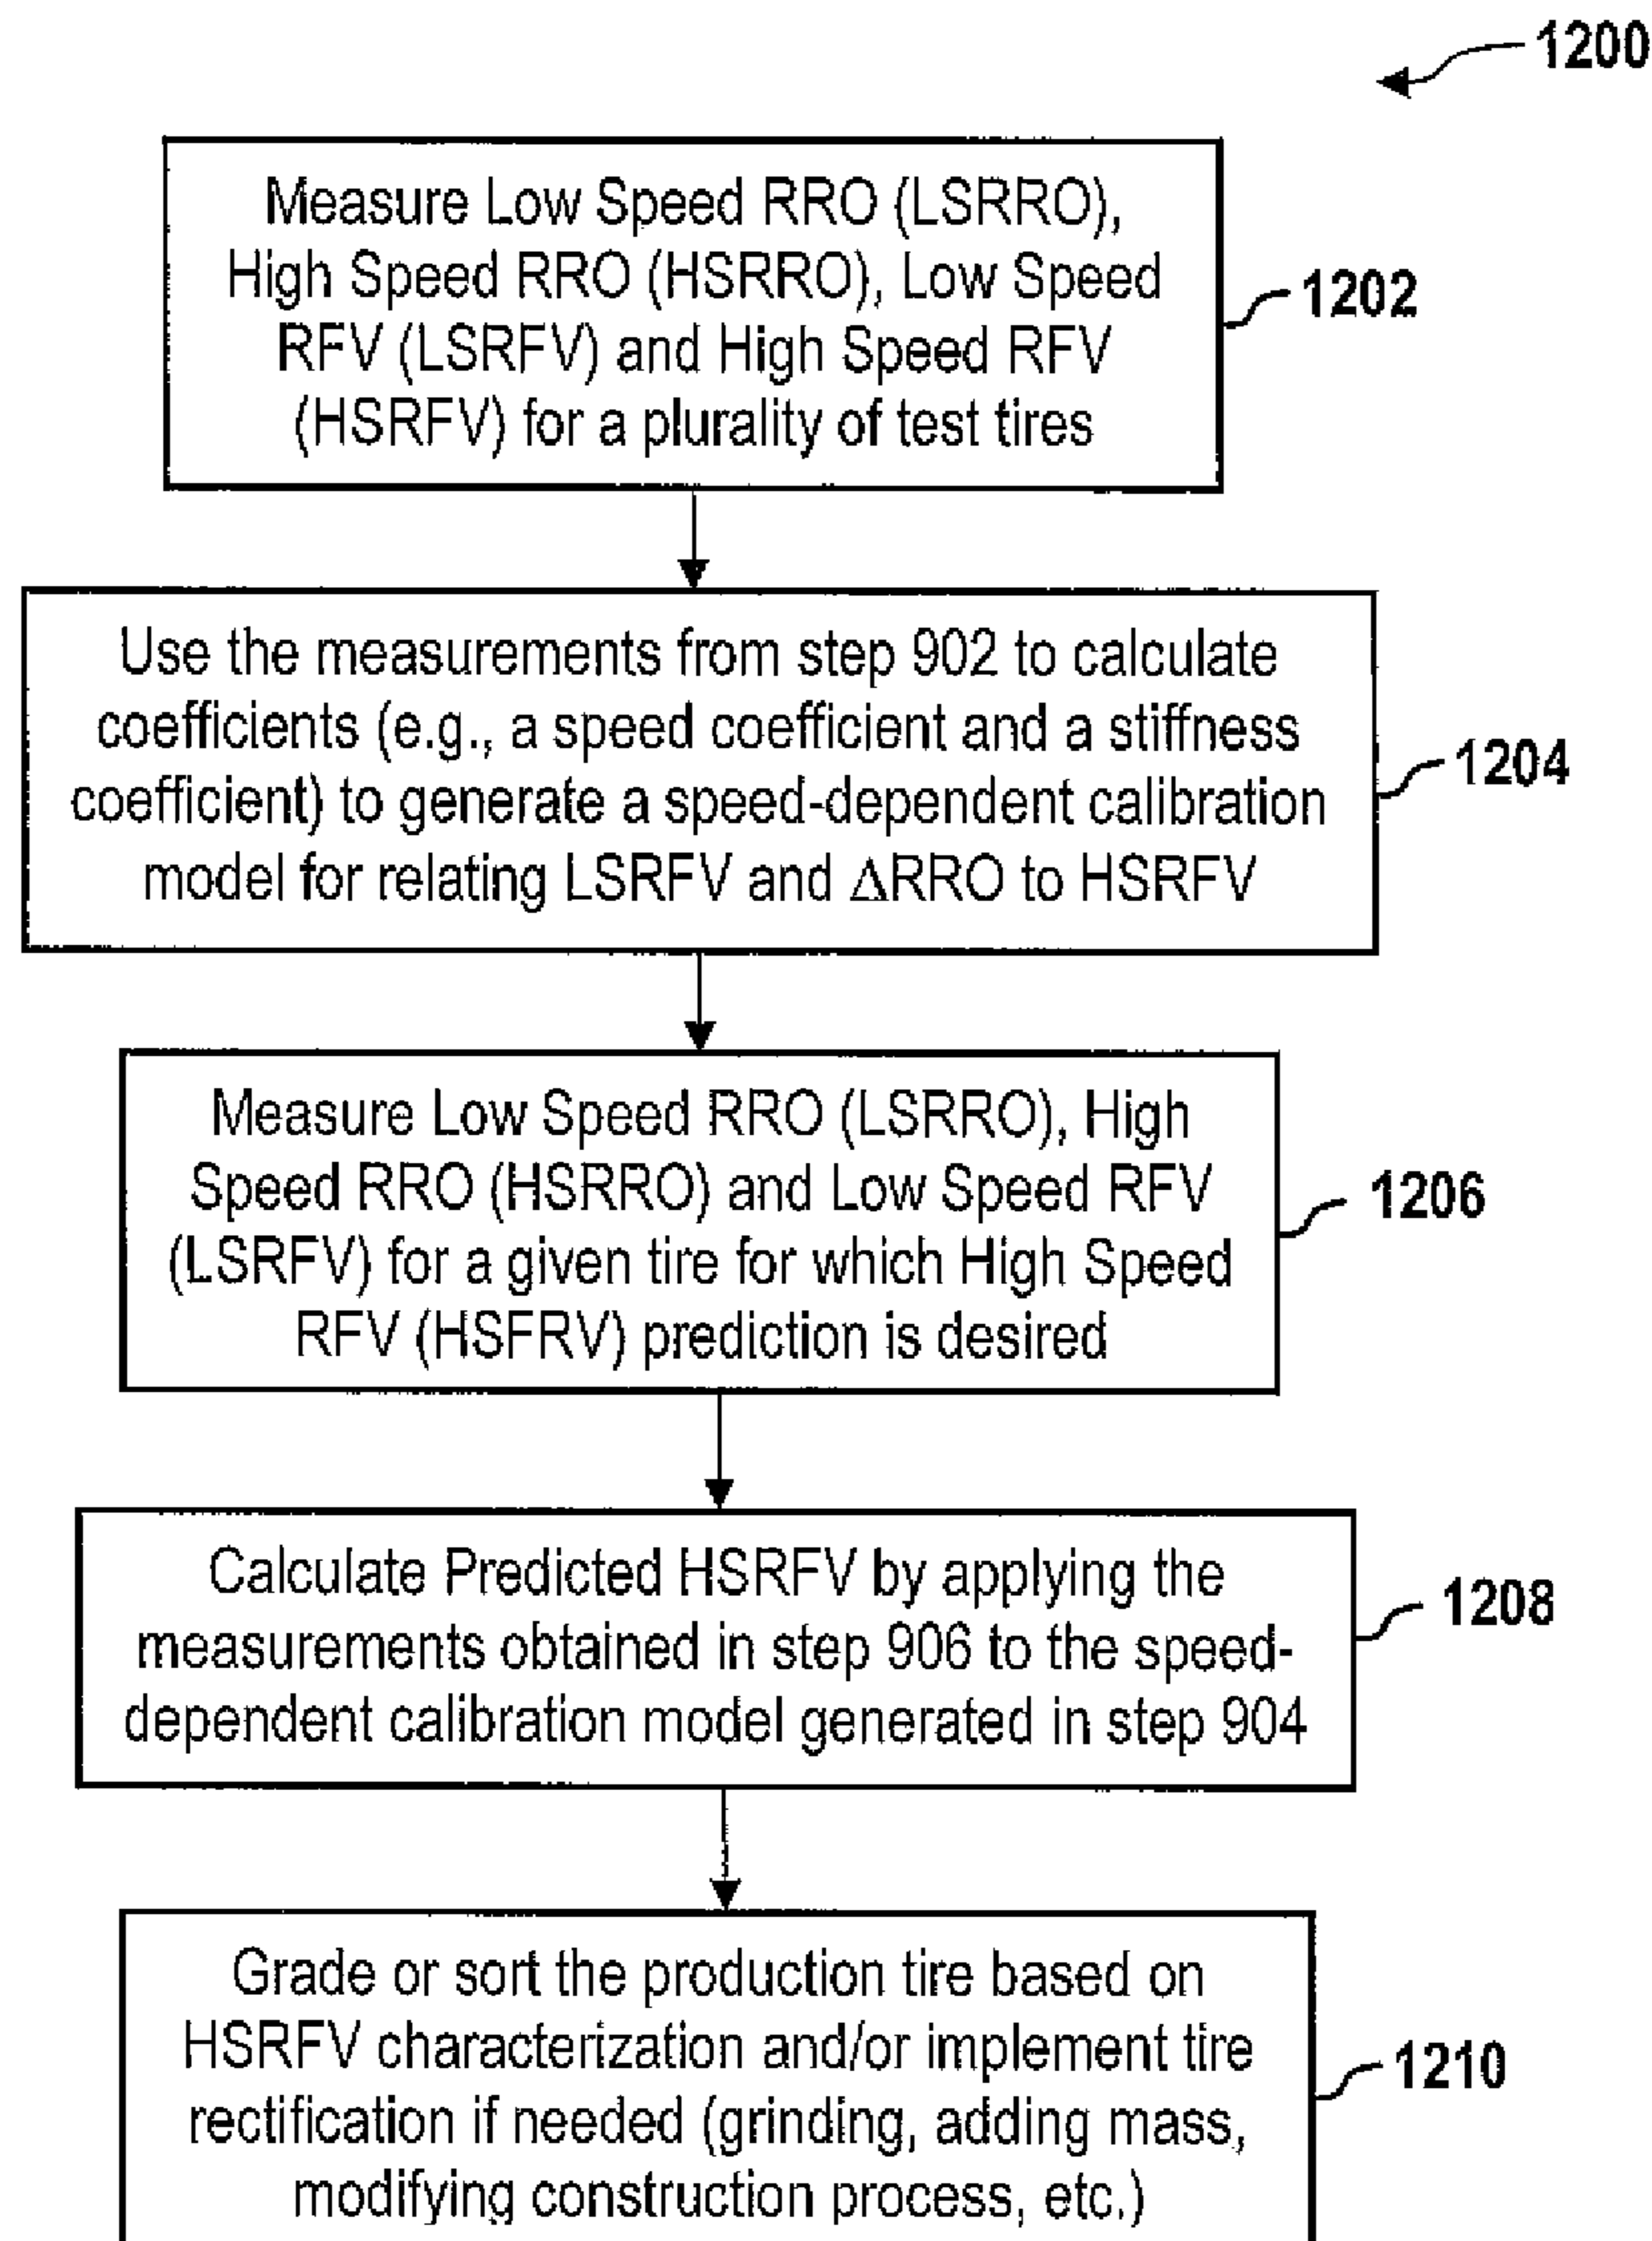 1200
Measure Low Speed RRO (LSRRO),
High Speed RRO (HSRRO), Low Speed
RFV (LSRFV) and High Speed RFV
(HSRFV) for a plurality of test tires
1202
Use the measurements from step 902 to calculate
coefficients (e.g., a speed coefficient and a stiffness
coefficient) to generate a speed-dependent calibration
model for relating LSRFV and ΔRRO to HSRFV
1204
Measure Low Speed RRO (LSRRO), High
Speed RRO (HSRRO) and Low Speed RFV
(LSRFV) for a given tire for which High Speed
RFV (HSFRV) prediction is desired
1206
Calculate Predicted HSRFV by applying the
measurements obtained in step 906 to the speed-
dependent calibration model generated in step 904
1208
Grade or sort the production tire based on
HSRFV characterization and/or implement tire
rectification if needed (grinding, adding mass,
modifying construction process, etc.)
1210